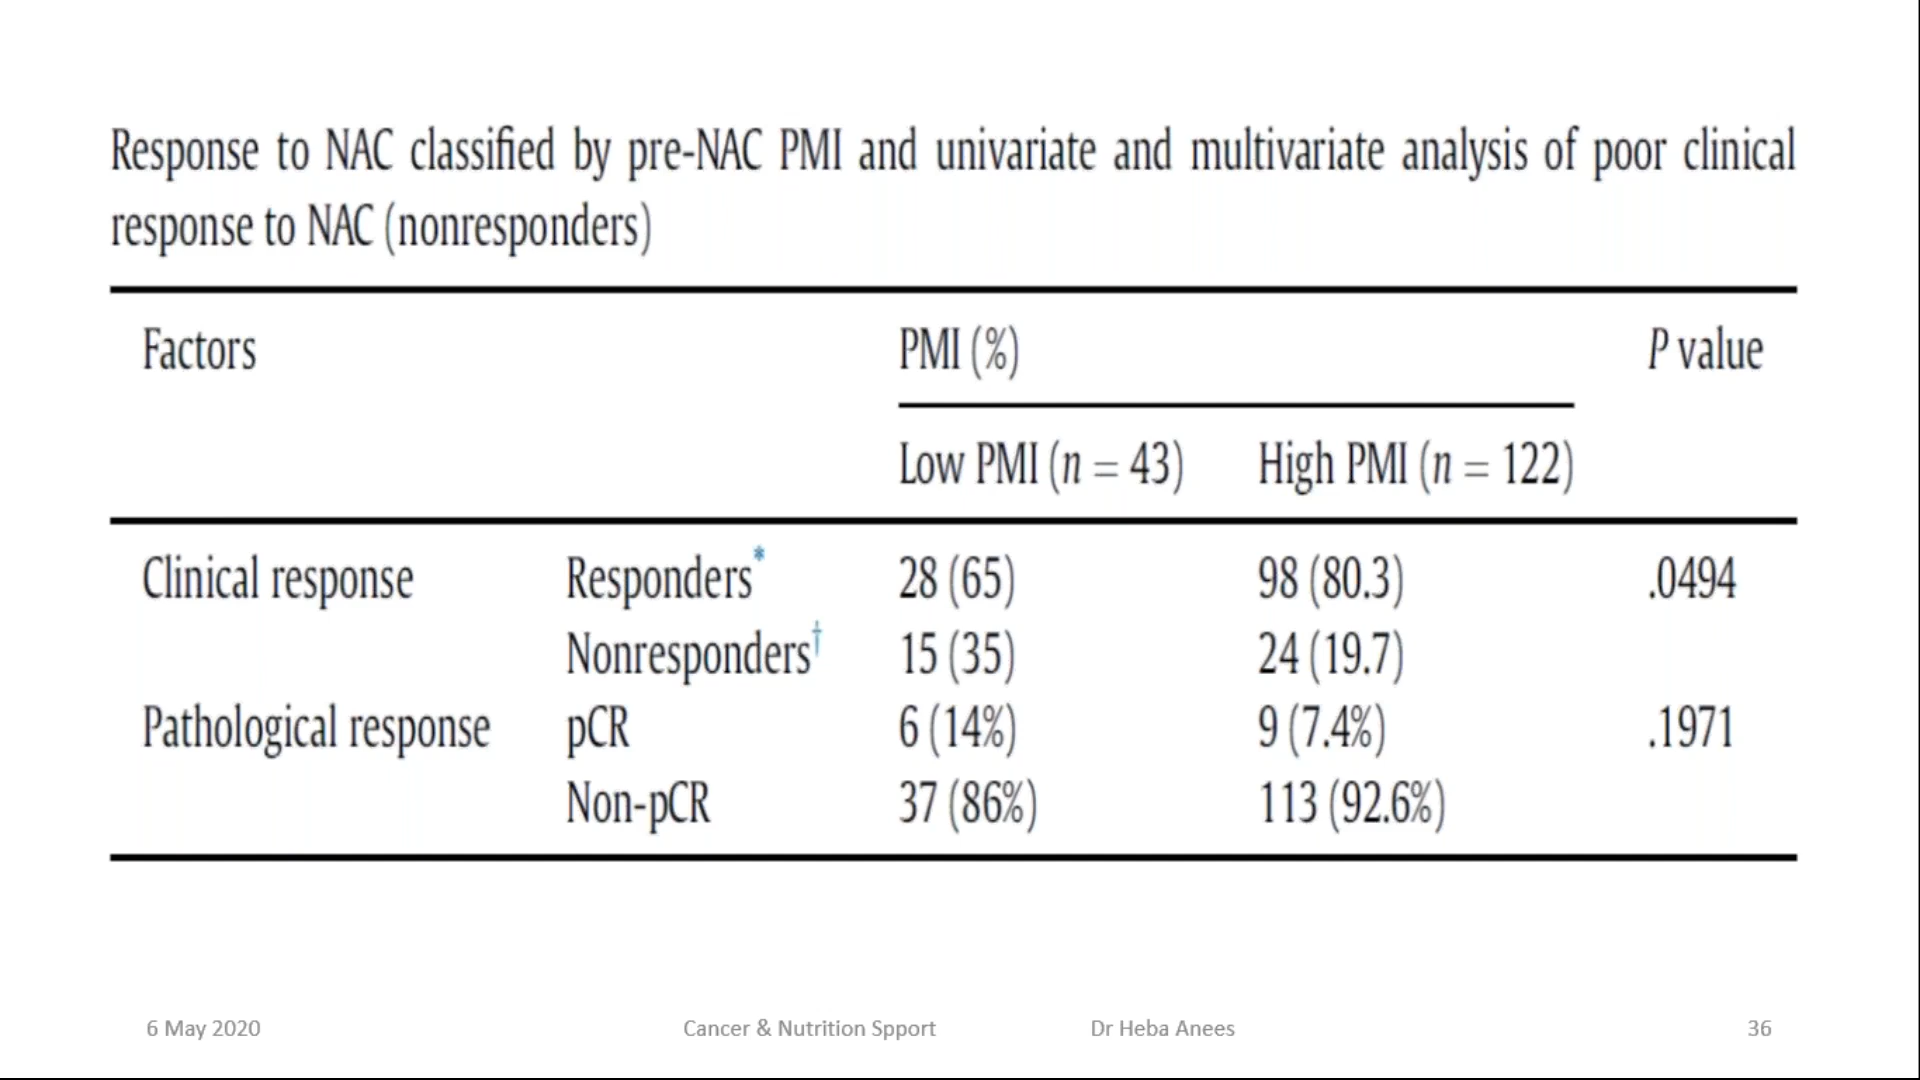 Response to NAC classified by pre-NAC PMI and univariate and multivariate analysis of poor clinical
response to NAC (nonresponders)
Factors PMI (%) P value
Low PMI (n = 43) High PMI (n = 122)
Clinical response Responders* 28 (65) 98 (80.3) .0494
Nonresponders† 15 (35) 24 (19.7)
Pathological response pCR 6 (14%) 9 (7.4%) .1971
Non-pCR 37 (86%) 113 (92.6%)
6 May 2020 Cancer & Nutrition Spport Dr Heba Anees 36